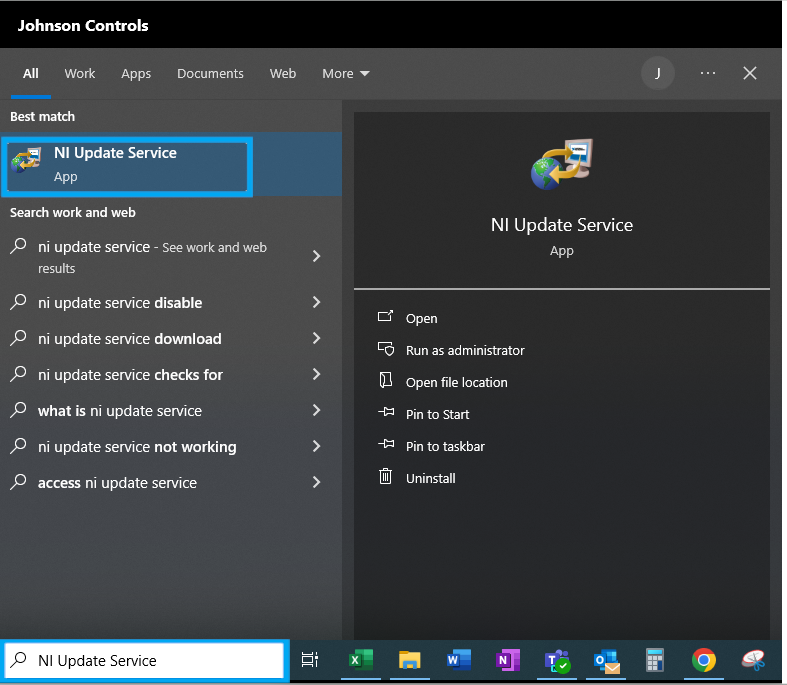 Johnson Controls
All Work Apps Documents Web More J ...
Best match
NI Update Service
App
Search work and web
ni update service - See work and web
results
ni update service disable
ni update service download
ni update service checks for
what is ni update service
ni update service not working
access ni update service
NI Update Service
App
Open
Run as administrator
Open file location
Pin to Start
Pin to taskbar
Uninstall
NI Update Service